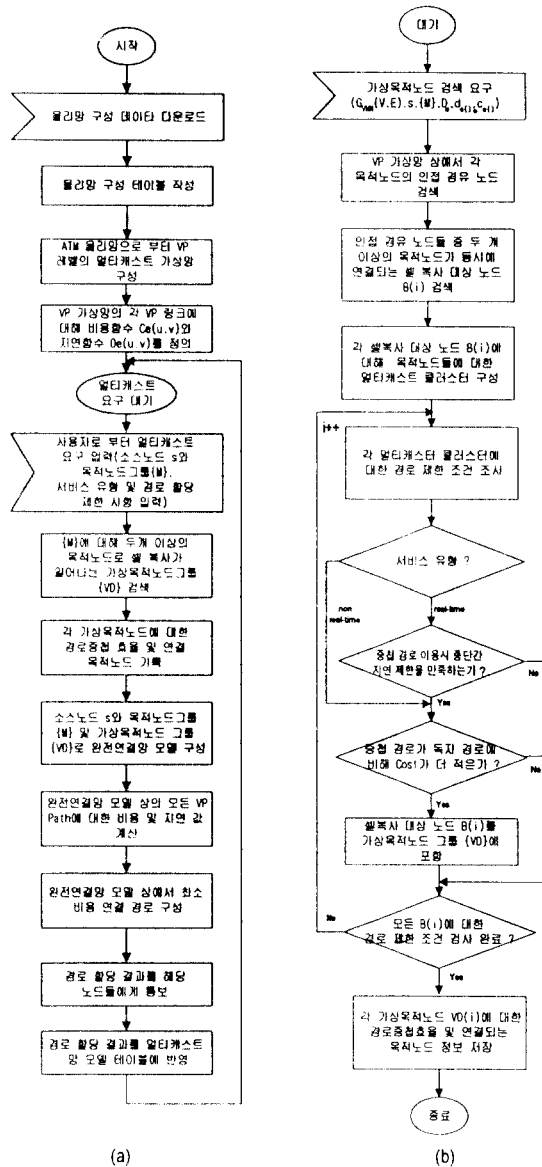 시작
물리망 구성 데이타 다운로드
물리망 구성 테이블 작성
ATM 물리망으로 부터 VP
레벨의 멀티캐스트 가상망
구성
VP 가상망의 각 VP 링크에
대해 비용함수 Ce(u.v)와
지연함수 De(u.v)를 정의
멀티캐스트
요구 대기
사용자로 부터 멀티캐스트
요구 입력(소스노드 s와
목적노드그룹{M}.
서비스 유형 및 경로 할당
제한 사항 입력)
{M}에 대해 두개 이상의
목적노드로 셀 복사가
일어나는 가상목적노드그룹
{VD} 검색
각 가상목적노드에 대한
경로중첩 효율 및 연결
목적노드 기록
소스노드 s와 목적노드그룹
{M} 및 가상목적노드 그룹
{VD}로 완전연결망 모델 구성
완전연결망 모델 상의 모든 VP
Path에 대한 비용 및 지연 값
계산
완전연결망 모델 상에서 최소
비용 연결 경로 구성
경로 할당 결과를 해당
노드들에게 통보
경로 할당 결과를 멀티캐스트
망 모델 테이블에 반영
(a)
대기
가상목적노드 검색 요구
VP 가상망 상에서 각
목적노드의 인접 경유 노드
검색
인접 경유 노드들 중 두 개
이상의 목적노드가 동시에
연결되는 셀 복사 대상 노드
B(i) 검색
각 셀복사 대상 노드 B(i)에
대해 목적노드들에 대한
멀티캐스트 클러스터 구성
i++
각 멀티캐스터 클러스터에
대한 경로 제한 조건 조사
서비스 유형 ?
non
real-time
real-time
중첩 경로 이용시 종단간
지연 제한을 만족하는가 ?
No
Yes
중첩 경로가 독자 경로에
비해 Cost가 더 적은가 ?
No
Yes
셀복사 대상 노드 B(i)를
가상목적노드 그룹 {VD}에
포함
모든 B(i)에 대한
경로 제한 조건 검사 완료 ?
No
Yes
각 가상목적노드 VD(i)에 대한
경로중첩효율 및 연결되는
목적노드 정보 저장
종료
(b)